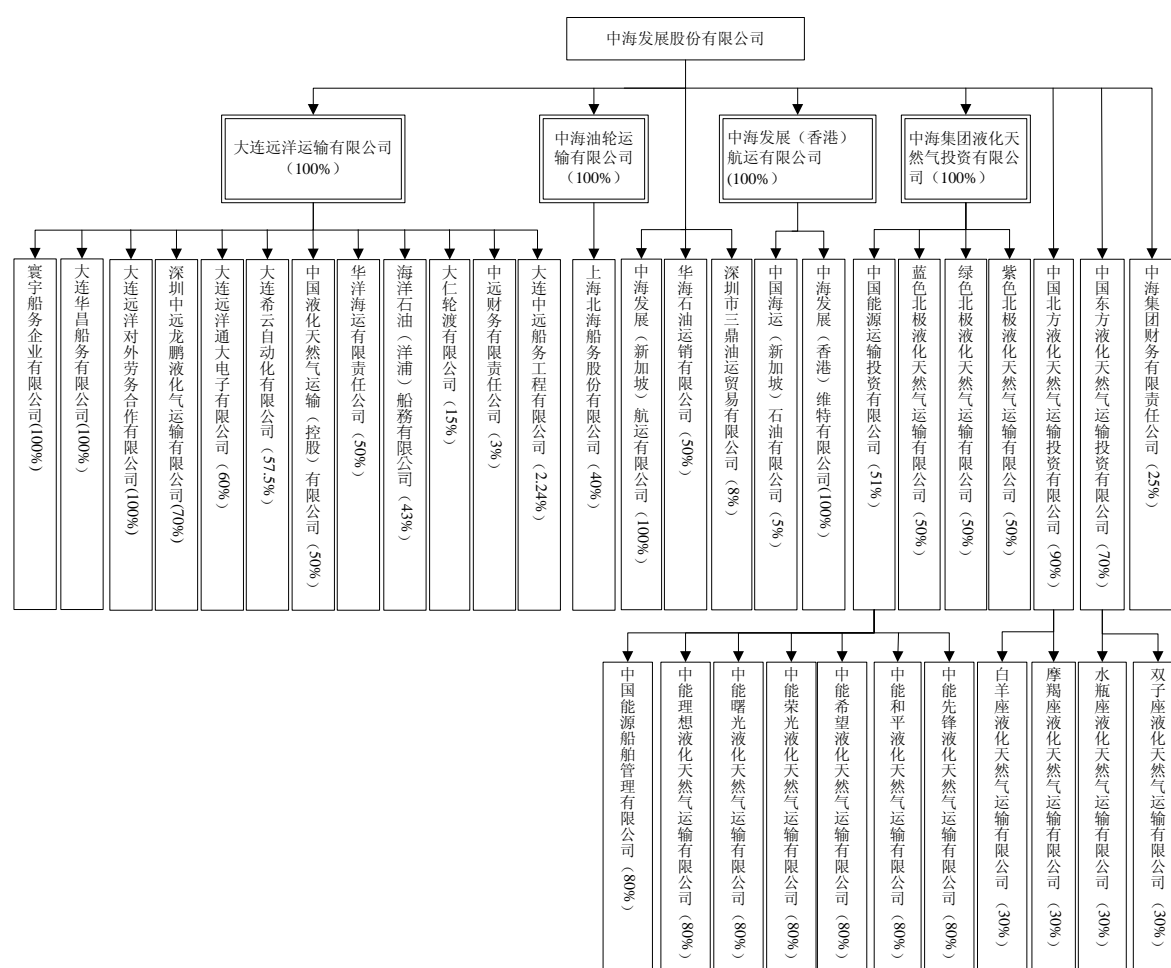 中海发展股份有限公司
大连远洋运输有限公司
（100%）
中海油轮运
输有限公司
（100%）
中海发展（香港）
航运有限公司
(100%)
中海集团液化天
然气投资有限公
司（100%）
寰宇船务企业有限公司(100%)
大连华昌船务有限公司(100%)
大连远洋对外劳务合作有限公司(100%)
深圳中远龙鹏液化气运输有限公司(70%)
大连远洋通大电子有限公司（60%）
大连希云自动化有限公司（57.5%）
中国液化天然气运输（控股）有限公司（50%）
华洋海运有限责任公司（50%）
海洋石油（洋浦）船務有限公司（43%）
大仁轮渡有限公司（15%）
中远财务有限责任公司（3%）
大连中远船务工程有限公司（2.24%）
上海北海船务股份有限公司（40%）
中海发展（新加坡）航运有限公司（100%）
华海石油运销有限公司（50%）
深圳市三鼎油运贸易有限公司（8%）
中国海运（新加坡）石油有限公司（5%）
中海发展（香港）维特有限公司(100%)
中国能源运输投资有限公司（51%）
蓝色北极液化天然气运输有限公司（50%）
绿色北极液化天然气运输有限公司（50%）
紫色北极液化天然气运输有限公司（50%）
中国北方液化天然气运输投资有限公司（90%）
中国东方液化天然气运输投资有限公司（70%）
中海集团财务有限责任公司（25%）
中国能源船舶管理有限公司（80%）
中能理想液化天然气运输有限公司（80%）
中能曙光液化天然气运输有限公司（80%）
中能荣光液化天然气运输有限公司（80%）
中能希望液化天然气运输有限公司（80%）
中能和平液化天然气运输有限公司（80%）
中能先锋液化天然气运输有限公司（80%）
白羊座液化天然气运输有限公司（30%）
摩羯座液化天然气运输有限公司（30%）
水瓶座液化天然气运输有限公司（30%）
双子座液化天然气运输有限公司（30%）